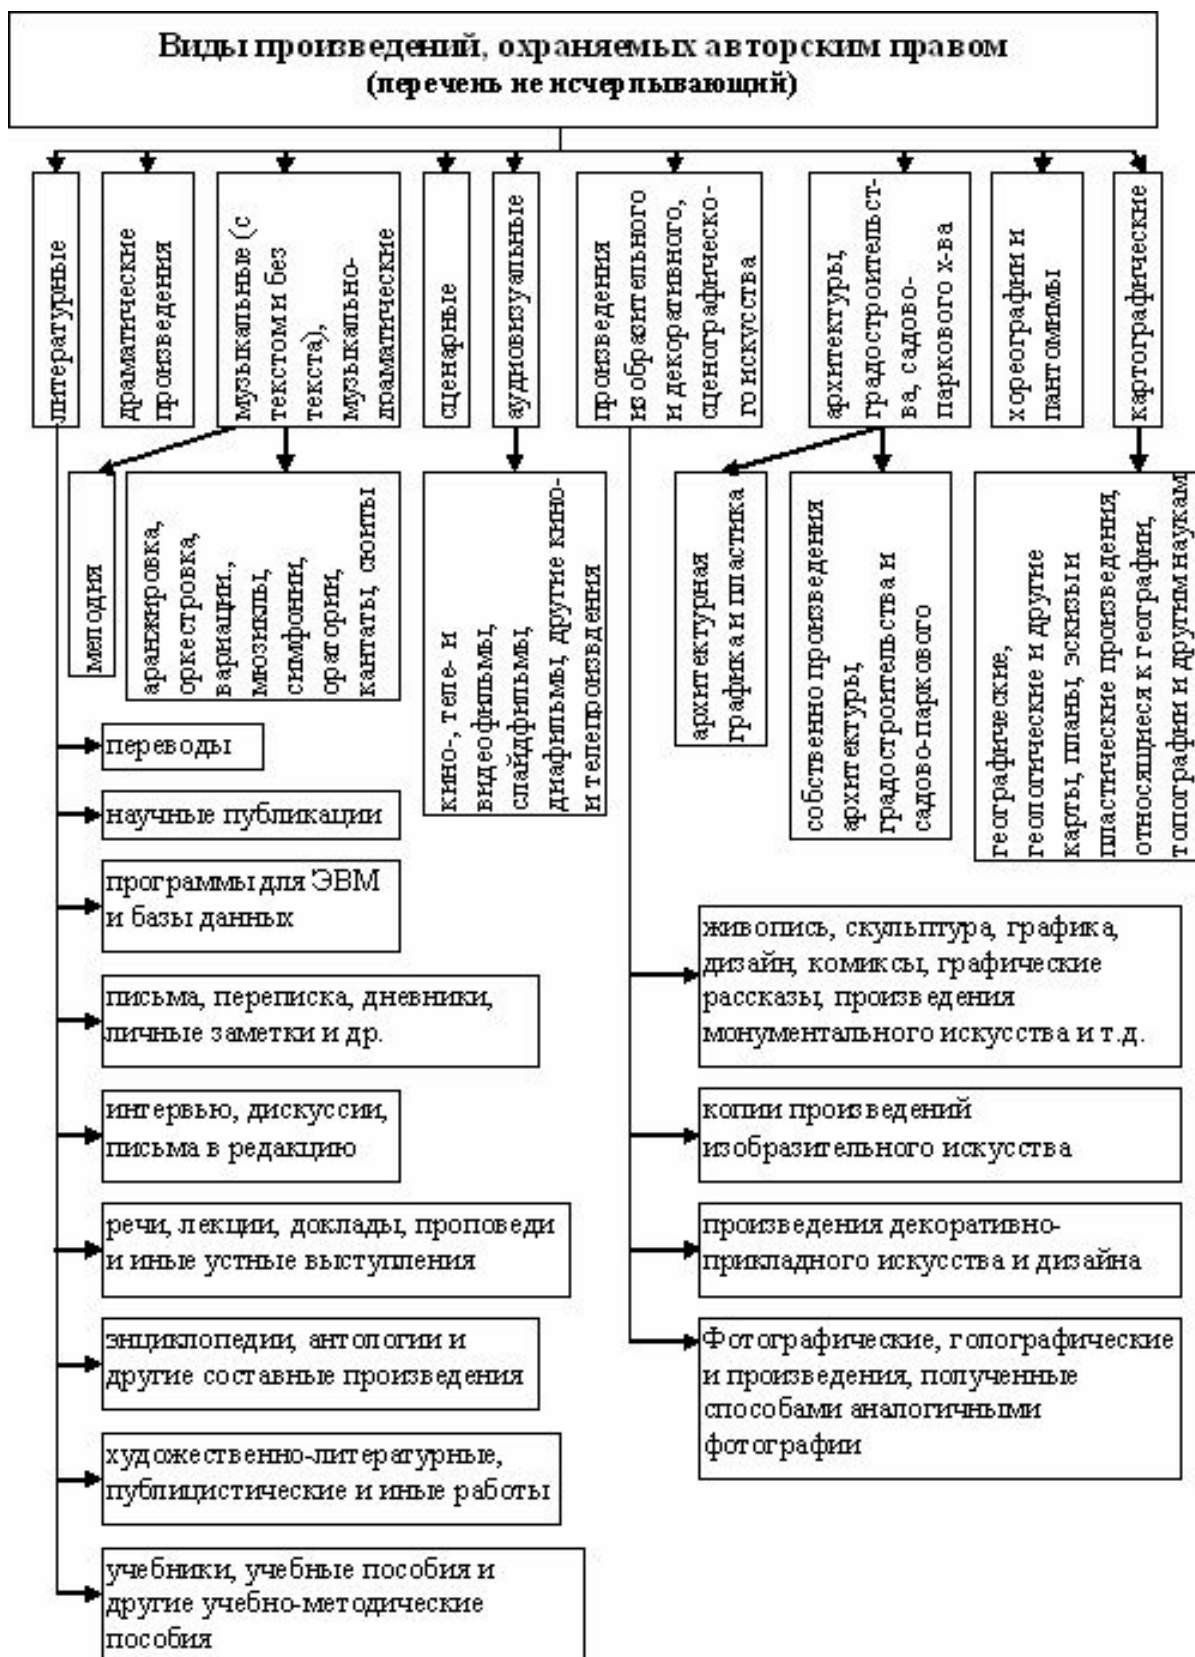 Виды произведений, охраняемых авторским правом
(перечень не исчерпывающий)
литературные
драматические
произведения
музыкальные (с
текстом и без
текста),
музыкально-
драматические
сценарные
аудиовизуальные
произведения
изобразительного
и декоративного,
сценографическо-
го искусства
архитектуры,
градостроительст-
ва, садово-
паркового х-ва
хореографии и
пантомимы
картографические
мелодия
аранжировка,
оркестровка,
вариации.,
мюзиклы,
симфонии,
оратории,
кантаты, сюиты
кино-, теле- и
видеофильмы,
слайдфильмы,
диафильмы, другие кино-
и телепроизведения
архитектурная
графика и пластика
собственно произведения
архитектуры,
градостроительства и
садово-паркового
географические,
геологические и другие
карты, планы, эскизы и
пластические произведения,
относящиеся к географии,
топографии и другим наукам
переводы
научные публикации
программы для ЭВМ
и базы данных
письма, переписка, дневники,
личные заметки и др.
интервью, дискуссии,
письма в редакцию
речи, лекции, доклады, проповеди
и иные устные выступления
энциклопедии, антологии и
другие составные произведения
художественно-литературные,
публицистические и иные работы
учебники, учебные пособия и
другие учебно-методические
пособия
живопись, скульптура, графика,
дизайн, комиксы, графические
рассказы, произведения
монументального искусства и т.д.
копии произведений
изобразительного искусства
произведения декоративно-
прикладного искусства и дизайна
Фотографические, голографические
и произведения, полученные
способами аналогичными
фотографии